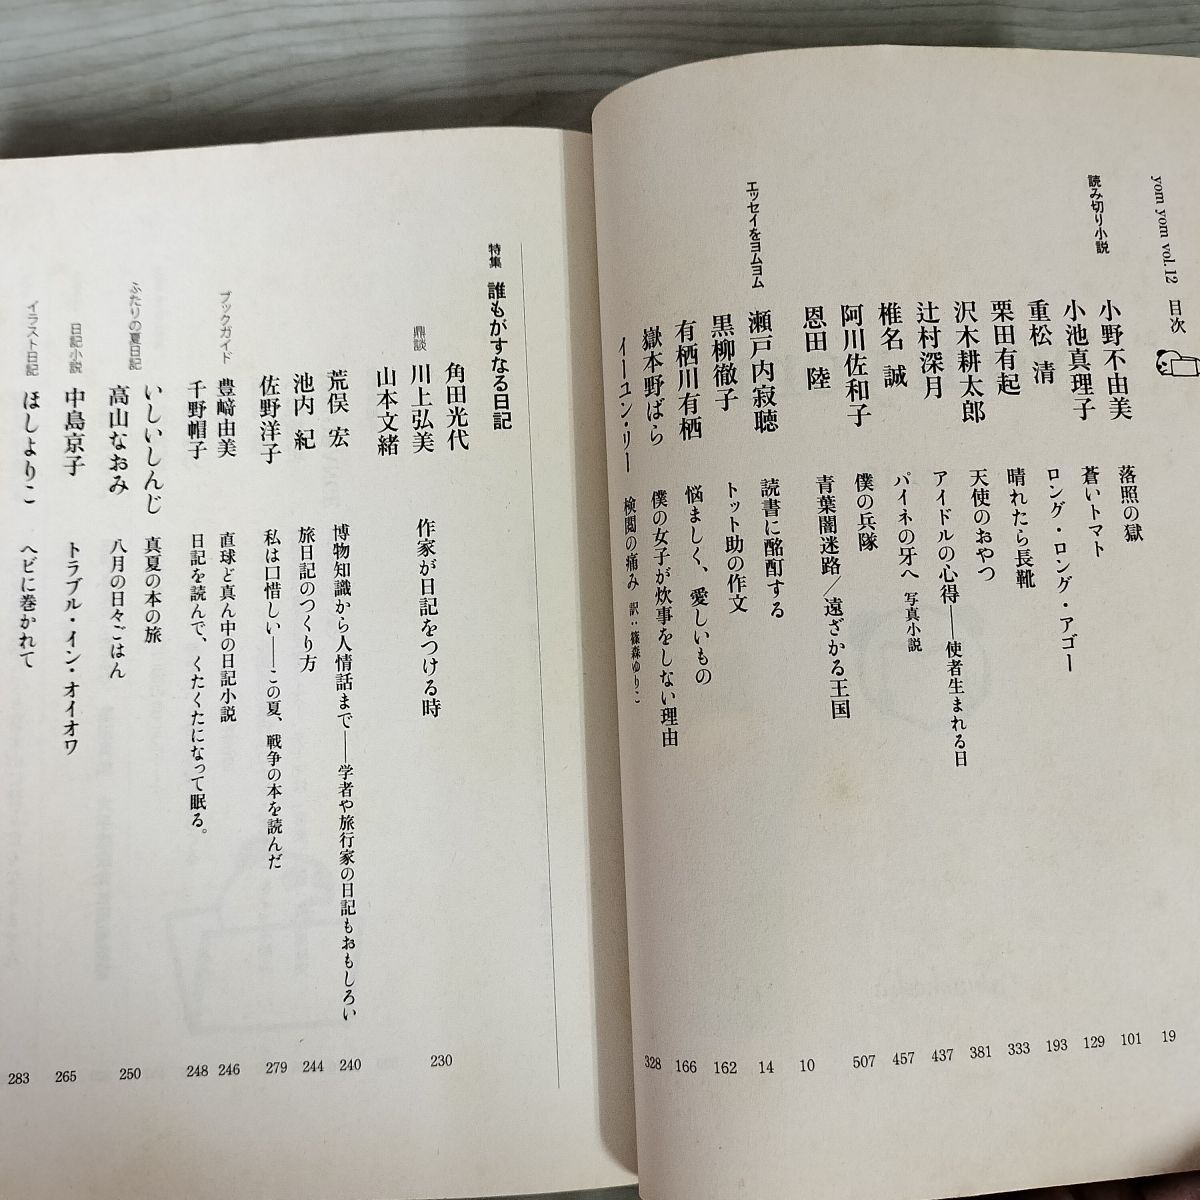 yom yom vol.12 目次
読み切り小説
小野不由美 落照の獄 19
小池真理子 蒼いトマト 101
重松 清 ロング・ロング・アゴー 129
栗田有起 晴れたら長靴 193
沢木耕太郎 天使のおやつ 333
辻村深月 アイドルの心得——使者生まれる日 381
椎名 誠 パイネの牙へ 写真小説 437
阿川佐和子 僕の兵隊 457
恩田 陸 青葉闇迷路／遠ざかる王国 507
エッセイをヨムヨム
瀬戸内寂聴 読書に酩酊する 10
黒柳徹子 トット助の作文 14
有栖川有栖 悩ましく、愛しいもの 162
嶽本野ばら 僕の女子が炊事をしない理由 166
イーユン・リー 検閲の痛み 訳：篠森ゆりこ 328
特集 誰もがすなる日記
鼎談
角田光代
川上弘美
山本文緒
作家が日記をつける時 230
荒俣 宏 博物知識から人情話まで——学者や旅行家の日記もおもしろい 240
池内 紀 旅日記のつくり方 244
佐野洋子 私は口惜しい——この夏、戦争の本を読んだ 279
ブックガイド
豊﨑由美 直球ど真ん中の日記小説 246
千野帽子 日記を読んで、くたくたになって眠る。 248
ふたりの夏日記
いしいしんじ 真夏の本の旅
高山なおみ 八月の日々ごはん 250
日記小説 中島京子 トラブル・イン・オイオワ 265
イラスト日記 ほしよりこ ヘビに巻かれて 283